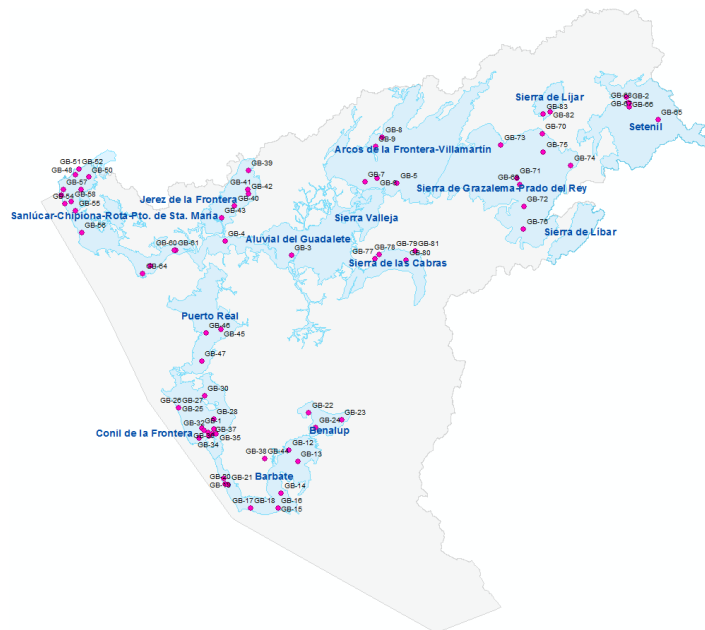 GB-2
GB-66
GB-65
Setenil
Sierra de Lijar
GB-83
GB-82
GB-70
GB-73
GB-75
GB-74
GB-8
GB-9
Arcos de la Frontera-Villamartín
GB-7
GB-5
GB-71
Sierra de Grazalema-Prado del Rey
GB-72
GB-76
Sierra de Líbar
GB-51
GB-52
GB-48
GB-50
GB-57
GB-58
GB-55
GB-56
Sanlúcar-Chipiona-Rota-Pto. de Sta. María
GB-39
GB-41
GB-42
GB-40
Jerez de la Frontera
GB-43
GB-4
Sierra Valleja
Aluvial del Guadalete
GB-3
GB-60
GB-61
GB-64
GB-79
GB-81
GB-77
GB-78
GB-80
Sierra de las Cabras
Puerto Real
GB-46
GB-45
GB-47
GB-30
GB-26
GB-27
GB-25
GB-28
GB-37
GB-35
GB-34
Conil de la Frontera
GB-22
GB-23
GB-24
Benalup
GB-12
GB-38
GB-44
GB-13
GB-21
Barbate
GB-14
GB-17
GB-18
GB-16
GB-15